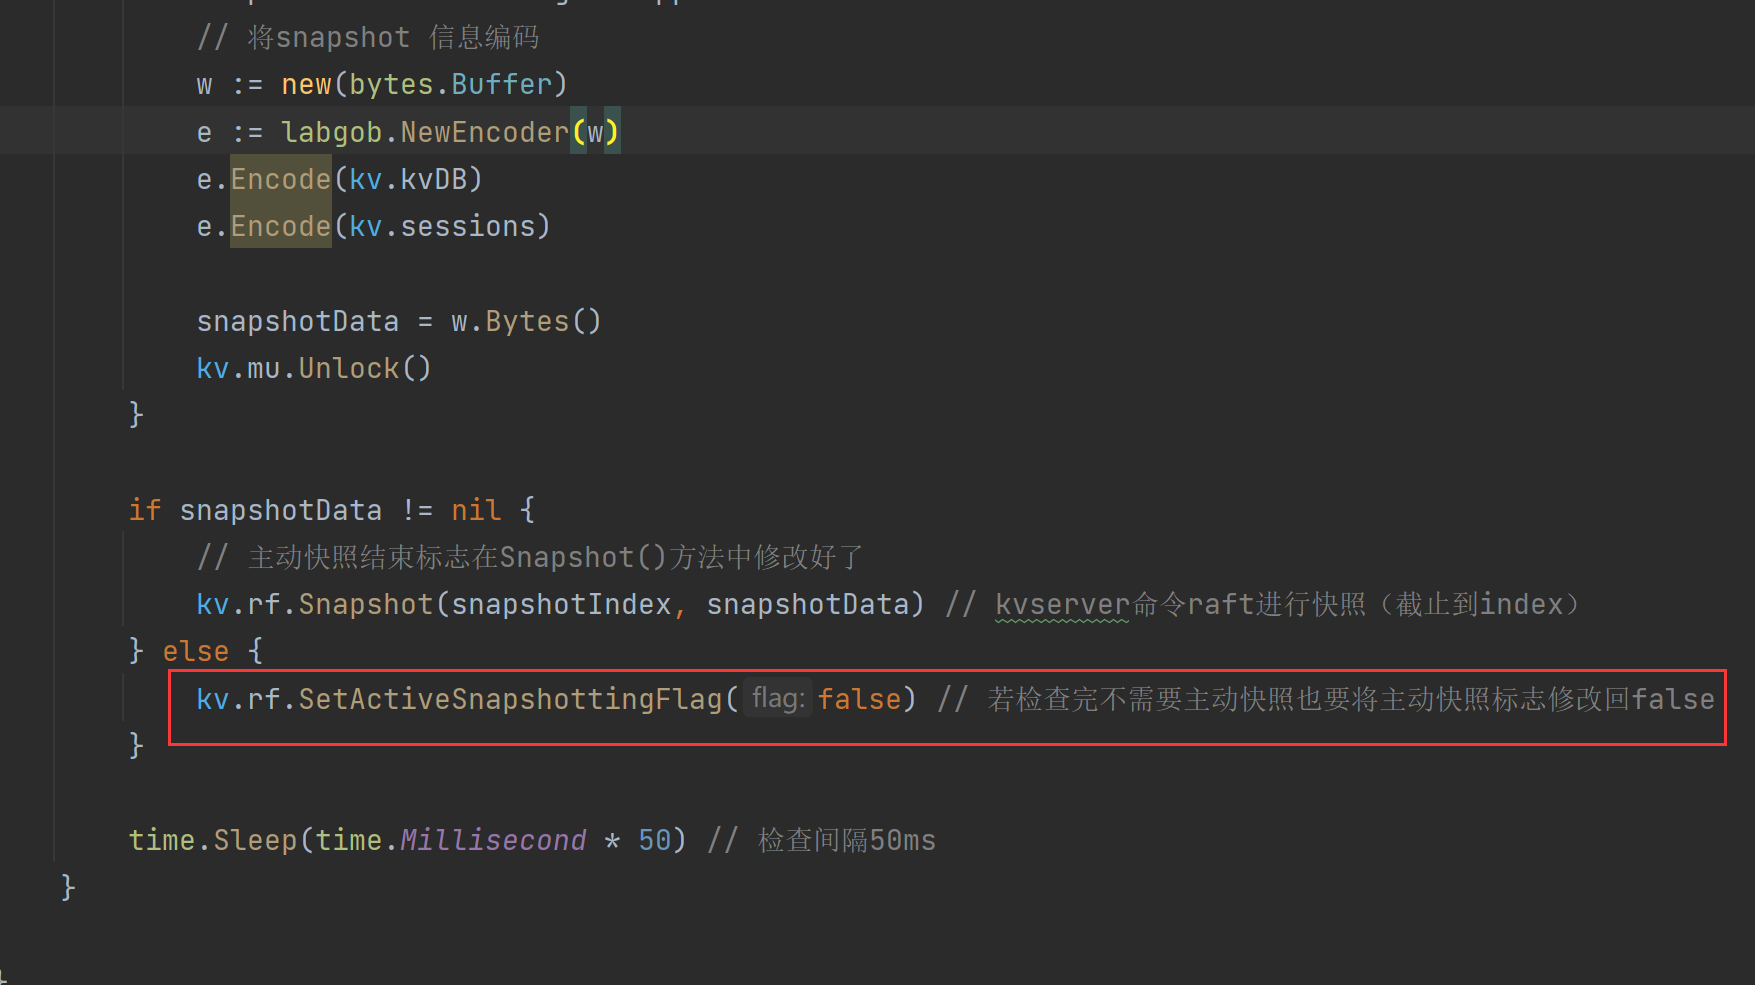 // 将snapshot 信息编码
w := new(bytes.Buffer)
e := labgob.NewEncoder(w)
e.Encode(kv.kvDB)
e.Encode(kv.sessions)
snapshotData = w.Bytes()
kv.mu.Unlock()
}
if snapshotData != nil {
// 主动快照结束标志在Snapshot()方法中修改好了
kv.rf.Snapshot(snapshotIndex, snapshotData) // kvserver命令raft进行快照（截止到index）
} else {
kv.rf.SetActiveSnapshottingFlag( flag: false) // 若检查完不需要主动快照也要将主动快照标志修改回false
}
time.Sleep(time.Millisecond * 50) // 检查间隔50ms
}